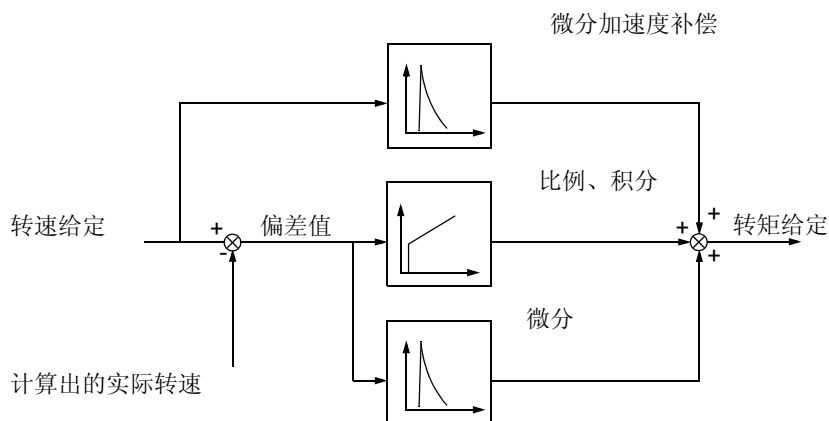 微分加速度补偿
比例、积分
转速给定
+
偏差值
-
+
+
转矩给定
+
微分
计算出的实际转速